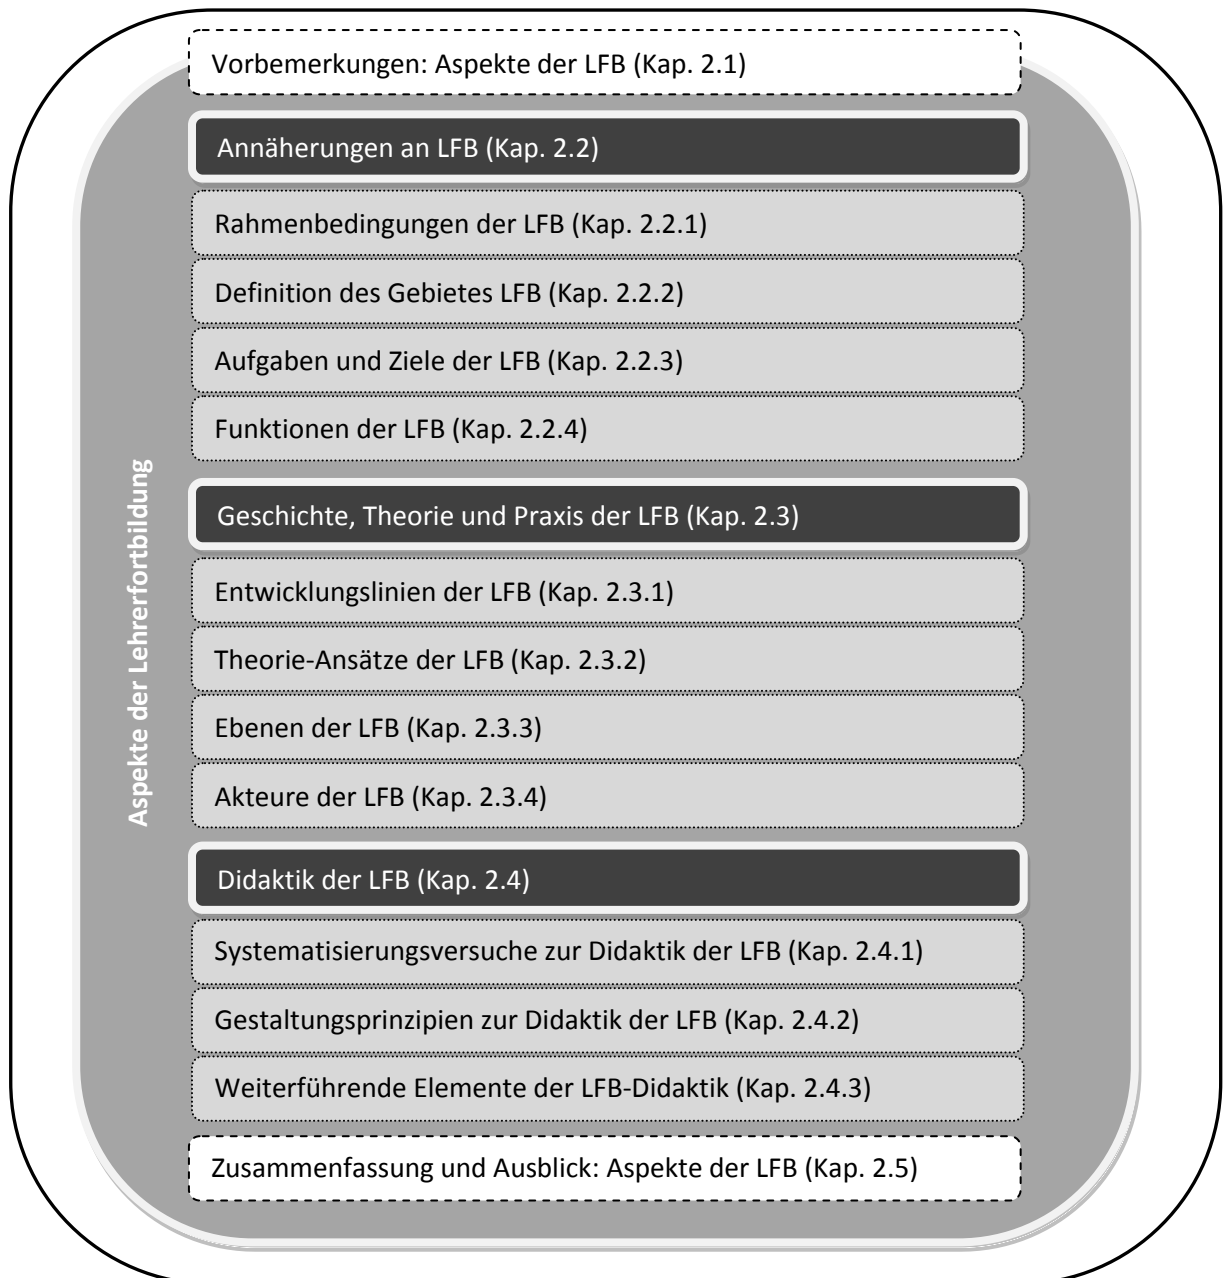 Vorbemerkungen: Aspekte der LFB (Kap. 2.1)
Annäherungen an LFB (Kap. 2.2)
Rahmenbedingungen der LFB (Kap. 2.2.1)
Definition des Gebietes LFB (Kap. 2.2.2)
Aufgaben und Ziele der LFB (Kap. 2.2.3)
Funktionen der LFB (Kap. 2.2.4)
Geschichte, Theorie und Praxis der LFB (Kap. 2.3)
Entwicklungslinien der LFB (Kap. 2.3.1)
Theorie-Ansätze der LFB (Kap. 2.3.2)
Ebenen der LFB (Kap. 2.3.3)
Akteure der LFB (Kap. 2.3.4)
Didaktik der LFB (Kap. 2.4)
Systematisierungsversuche zur Didaktik der LFB (Kap. 2.4.1)
Gestaltungsprinzipien zur Didaktik der LFB (Kap. 2.4.2)
Weiterführende Elemente der LFB-Didaktik (Kap. 2.4.3)
Zusammenfassung und Ausblick: Aspekte der LFB (Kap. 2.5)
Aspekte der Lehrerfortbildung